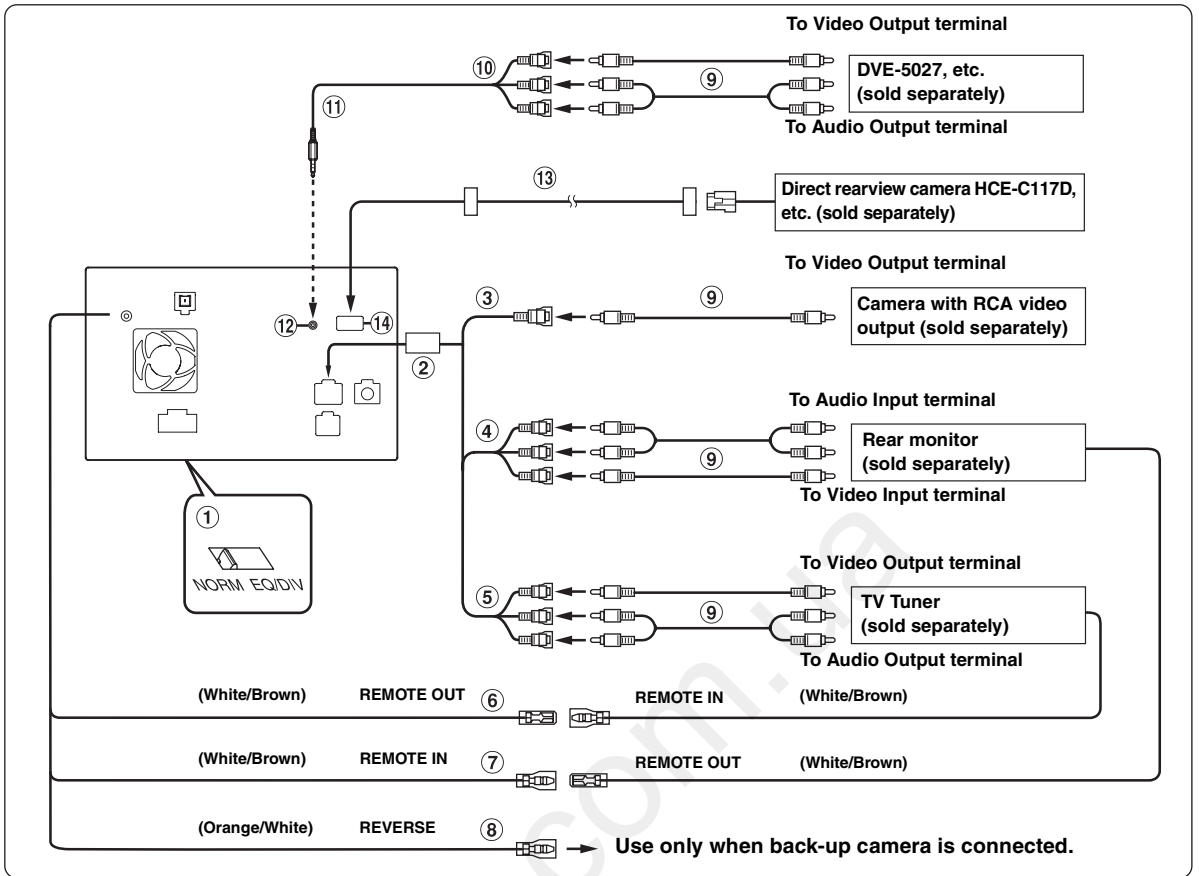 To Video Output terminal
⑩
⑨
DVE-5027, etc.
(sold separately)
⑪
To Audio Output terminal
⑬
Direct rearview camera HCE-C117D,
etc. (sold separately)
To Video Output terminal
③
⑨
Camera with RCA video
output (sold separately)
⑫
⑭
②
To Audio Input terminal
④
⑨
Rear monitor
(sold separately)
To Video Input terminal
①
NORM EQ/DIV
To Video Output terminal
⑤
⑨
TV Tuner
(sold separately)
To Audio Output terminal
(White/Brown) REMOTE OUT ⑥ REMOTE IN (White/Brown)
(White/Brown) REMOTE IN ⑦ REMOTE OUT (White/Brown)
(Orange/White) REVERSE ⑧
Use only when back-up camera is connected.
com.ua